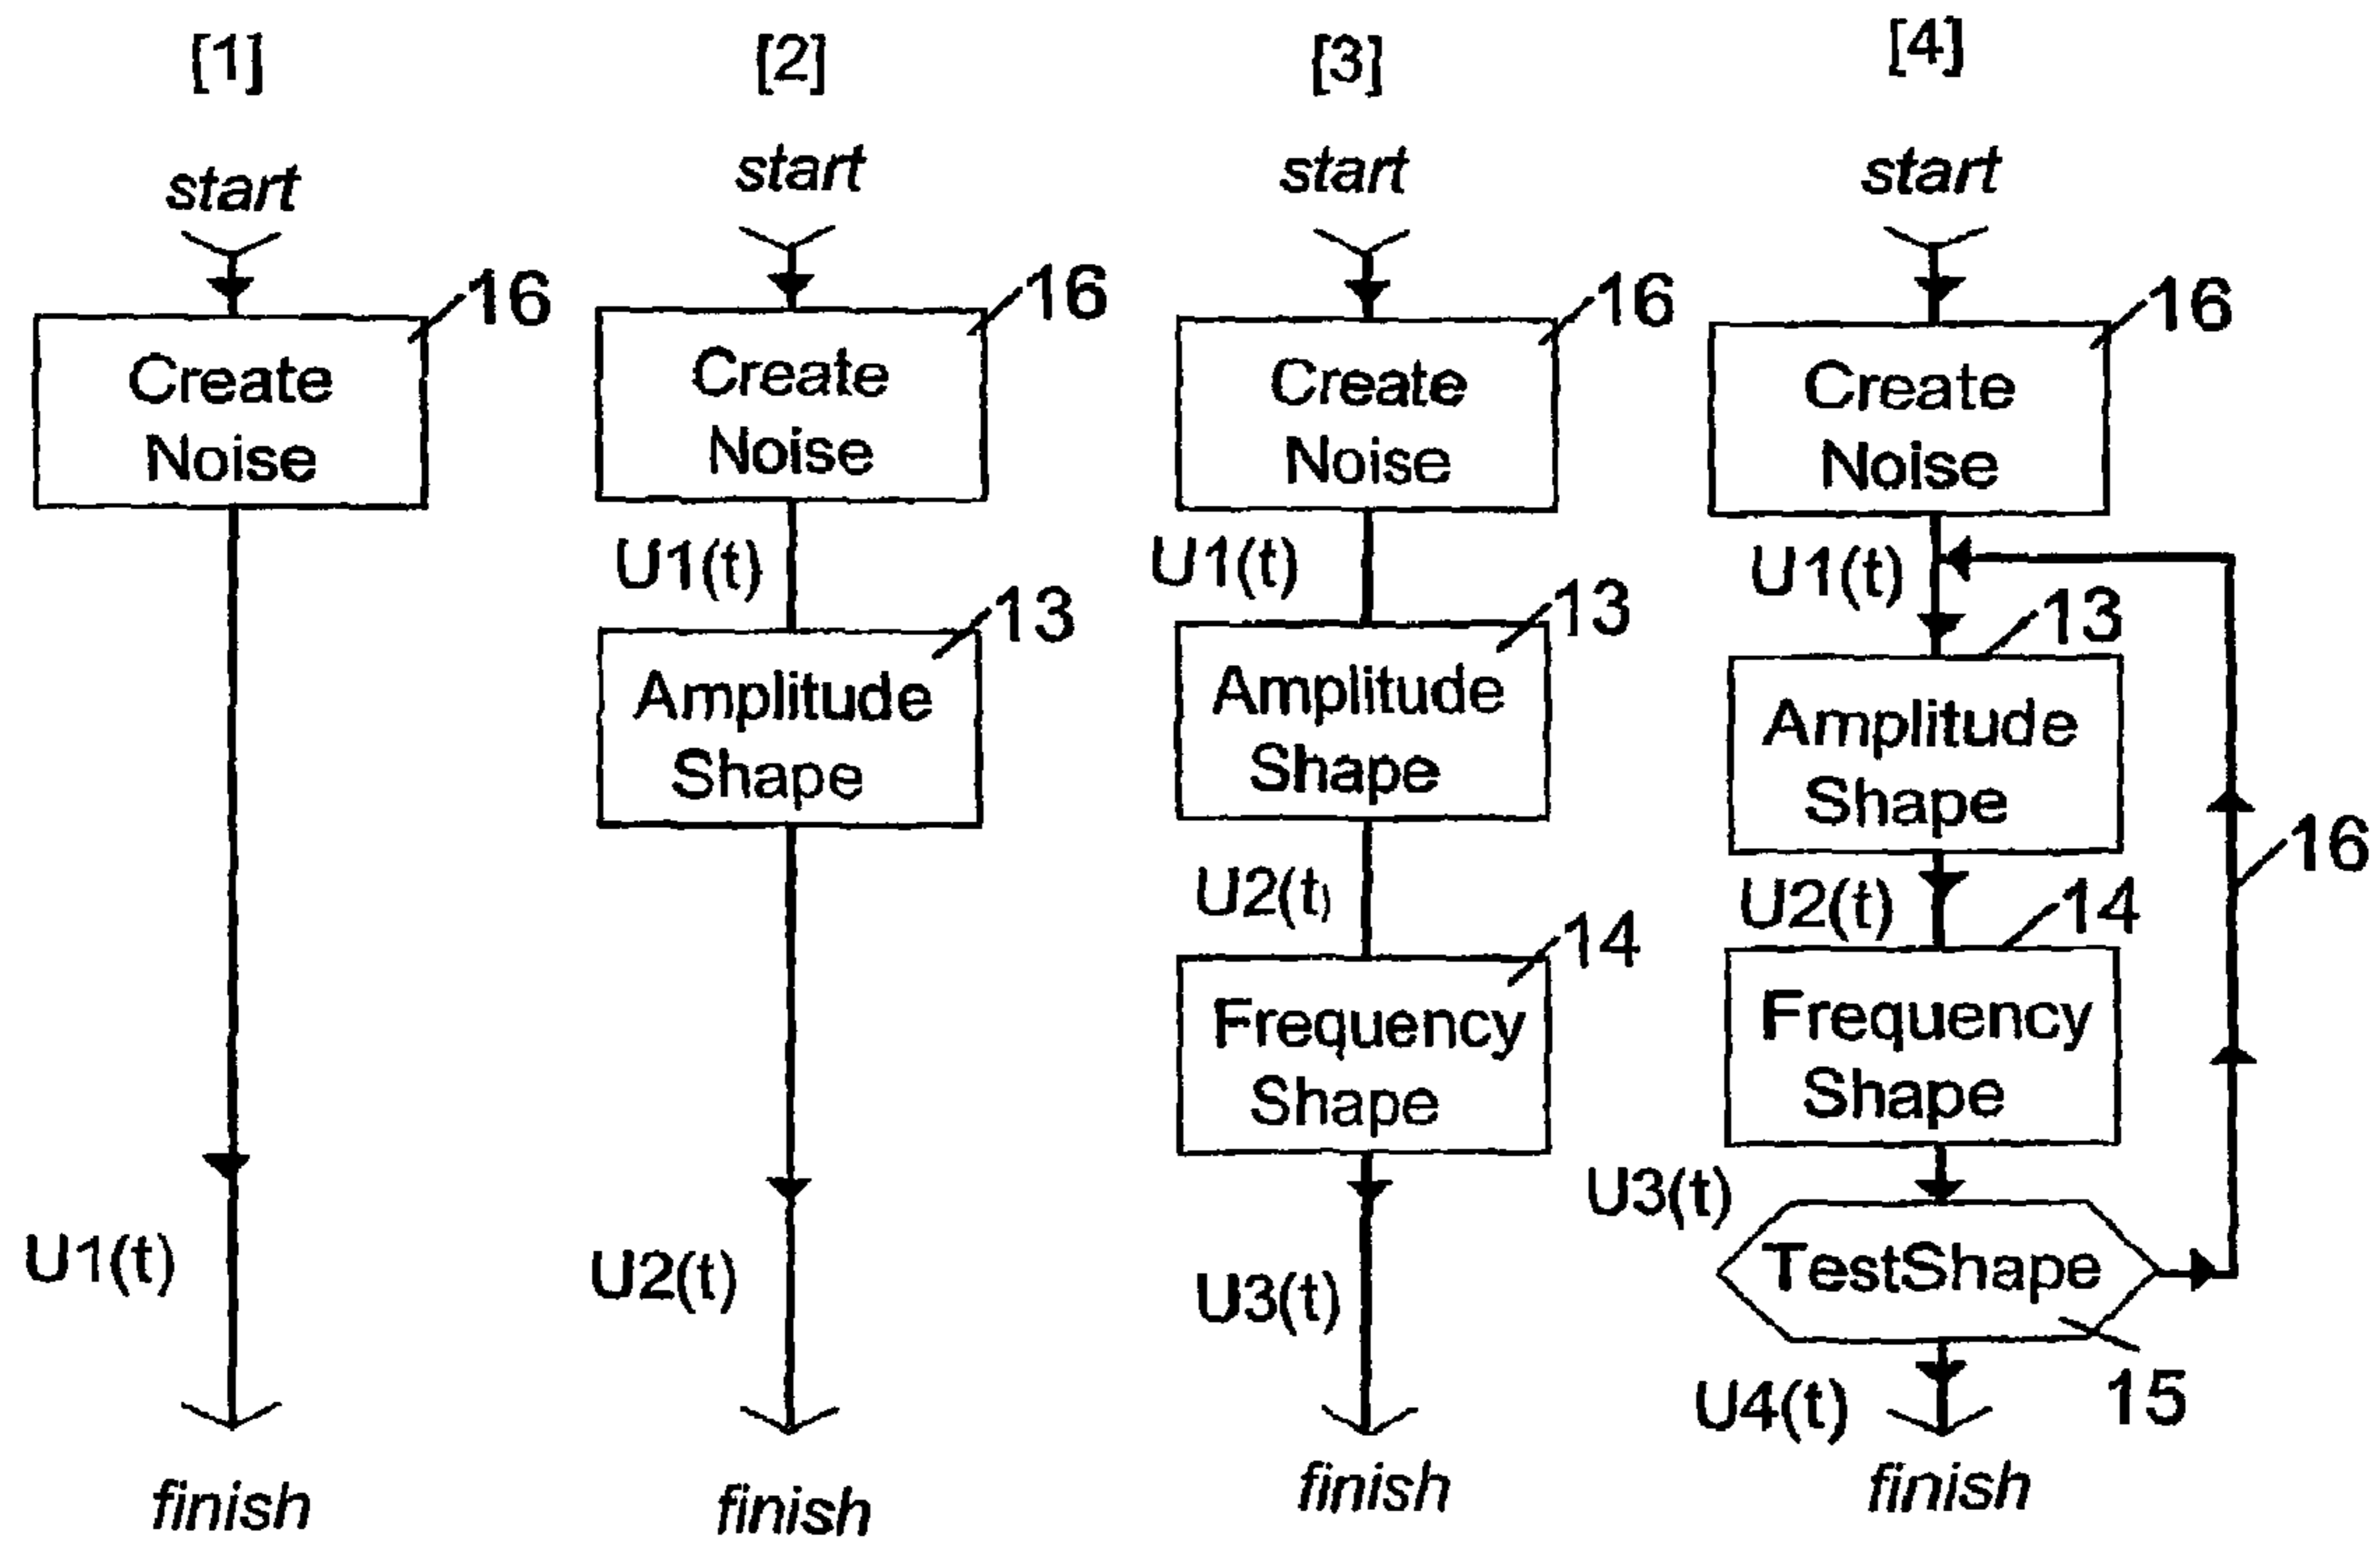 [1]
start
16
Create
Noise
U1(t)
finish
[2]
start
16
Create
Noise
U1(t)
13
Amplitude
Shape
U2(t)
finish
[3]
start
16
Create
Noise
U1(t)
13
Amplitude
Shape
U2(t)
14
Frequency
Shape
U3(t)
finish
[4]
start
16
Create
Noise
U1(t)
13
Amplitude
Shape
16
U2(t)
14
Frequency
Shape
U3(t)
TestShape
15
U4(t)
finish